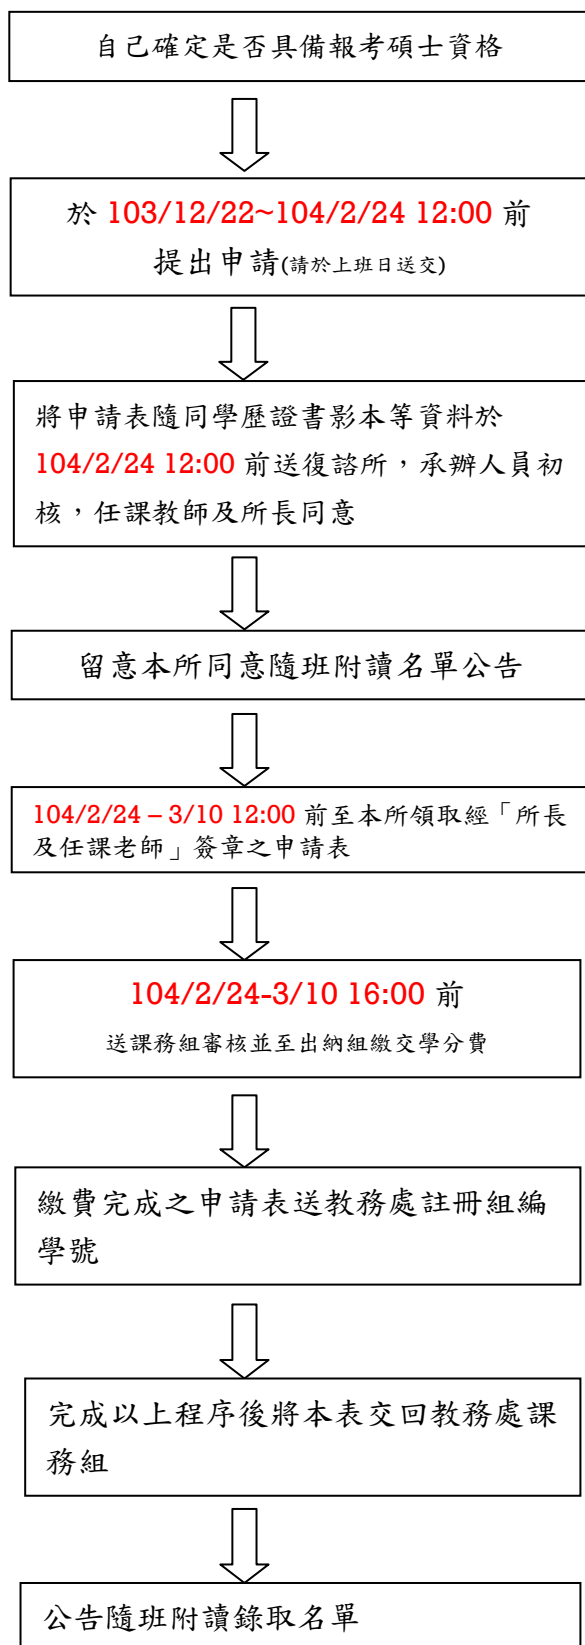 自己確定是否具備報考碩士資格
於 103/12/22~104/2/24 12:00 前
提出申請(請於上班日送交)
將申請表隨同學歷證書影本等資料於
104/2/24 12:00 前送復諮所，承辦人員初
核，任課教師及所長同意
留意本所同意隨班附讀名單公告
104/2/24 – 3/10 12:00 前至本所領取經「所長
及任課老師」簽章之申請表
104/2/24-3/10 16:00 前
送課務組審核並至出納組繳交學分費
繳費完成之申請表送教務處註冊組編
學號
完成以上程序後將本表交回教務處課
務組
公告隨班附讀錄取名單